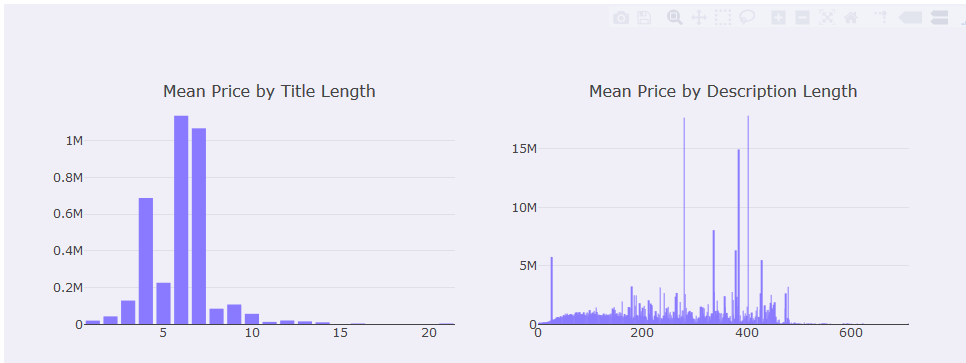 Mean Price by Title Length
Mean Price by Description Length
1M
0.8M
0.6M
0.4M
0.2M
0
5
10
15
20
15M
10M
5M
0
0
200
400
600